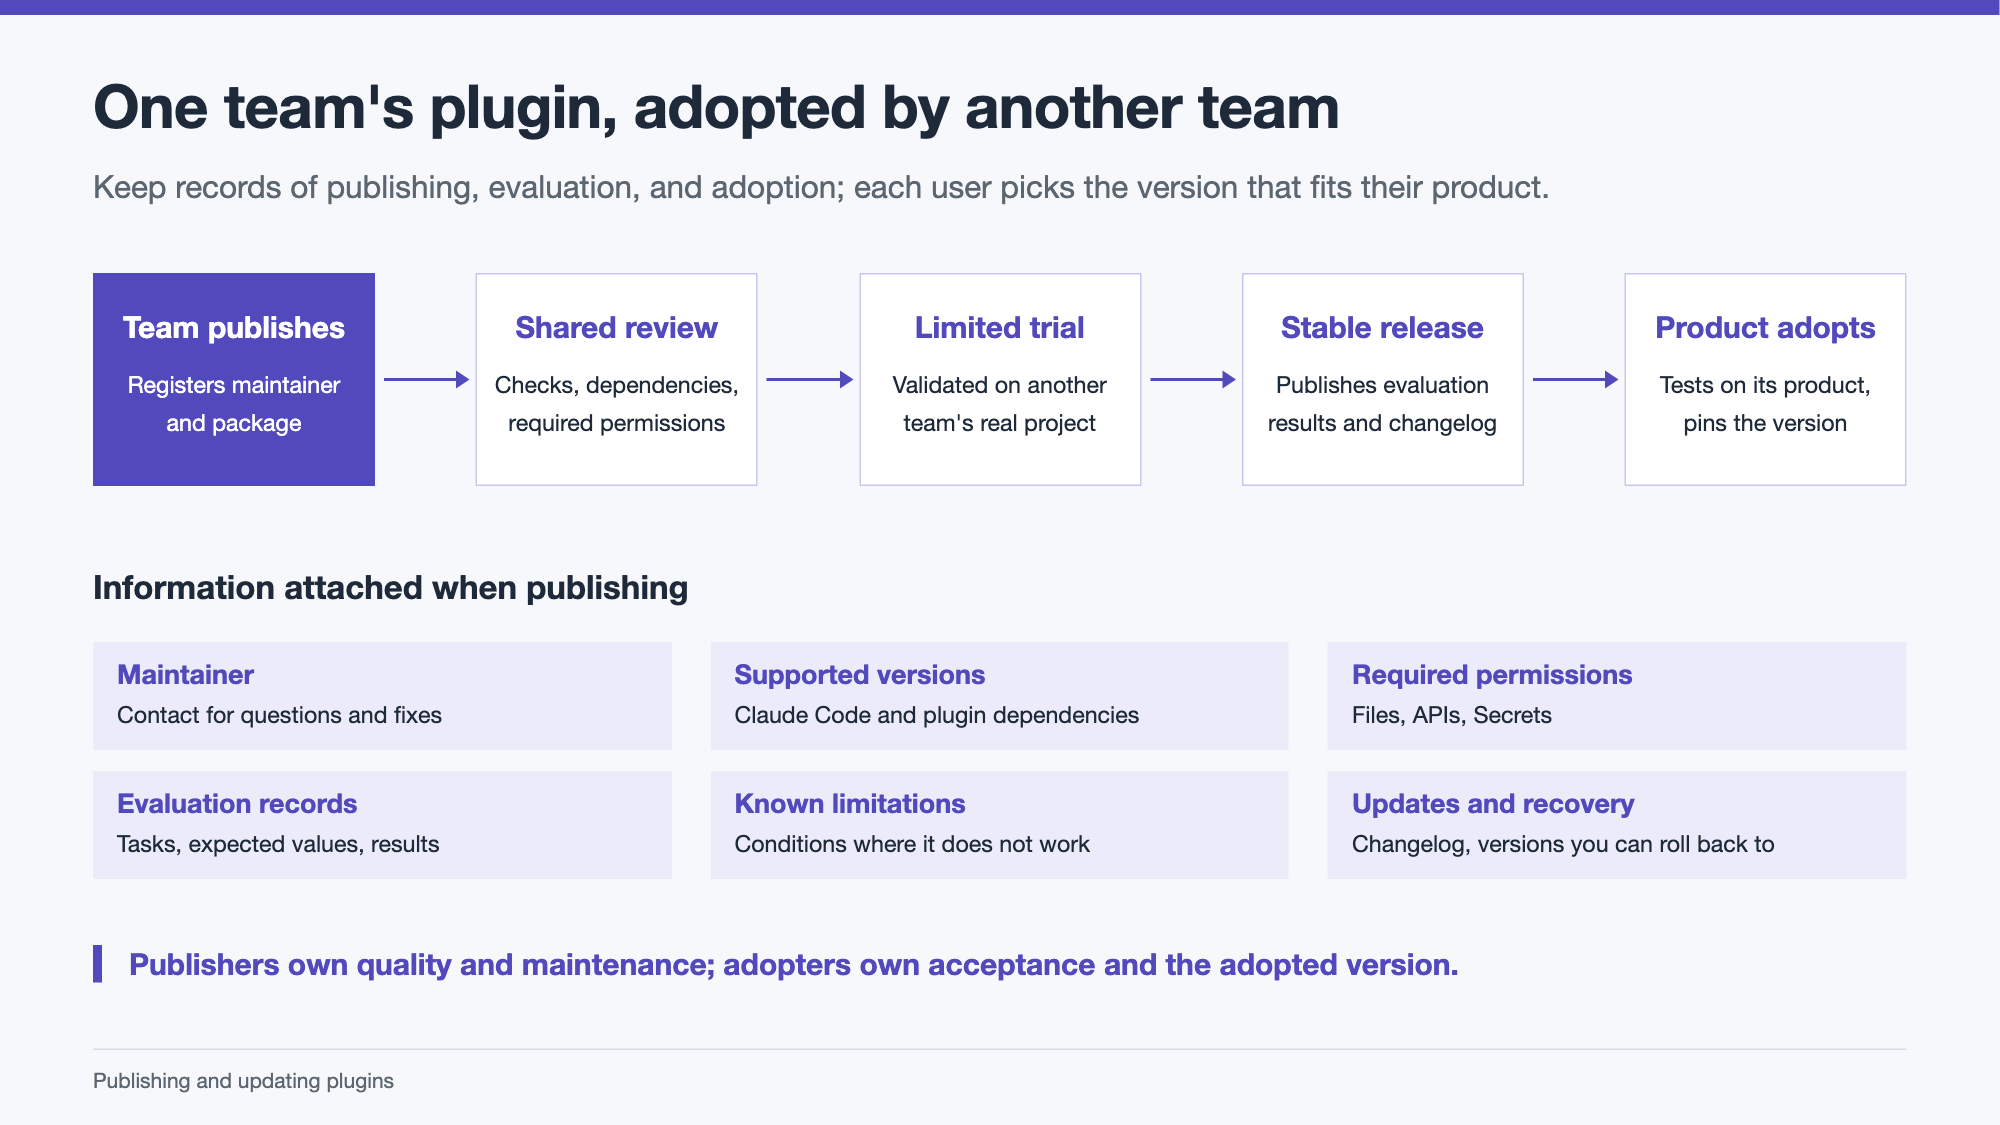 One team's plugin, adopted by another team
Keep records of publishing, evaluation, and adoption; each user picks the version that fits their product.
Team publishes
Registers maintainer
and package
Shared review
Checks, dependencies,
required permissions
Limited trial
Validated on another
team's real project
Stable release
Publishes evaluation
results and changelog
Product adopts
Tests on its product,
pins the version
Information attached when publishing
Maintainer
Contact for questions and fixes
Supported versions
Claude Code and plugin dependencies
Required permissions
Files, APIs, Secrets
Evaluation records
Tasks, expected values, results
Known limitations
Conditions where it does not work
Updates and recovery
Changelog, versions you can roll back to
Publishers own quality and maintenance; adopters own acceptance and the adopted version.
Publishing and updating plugins